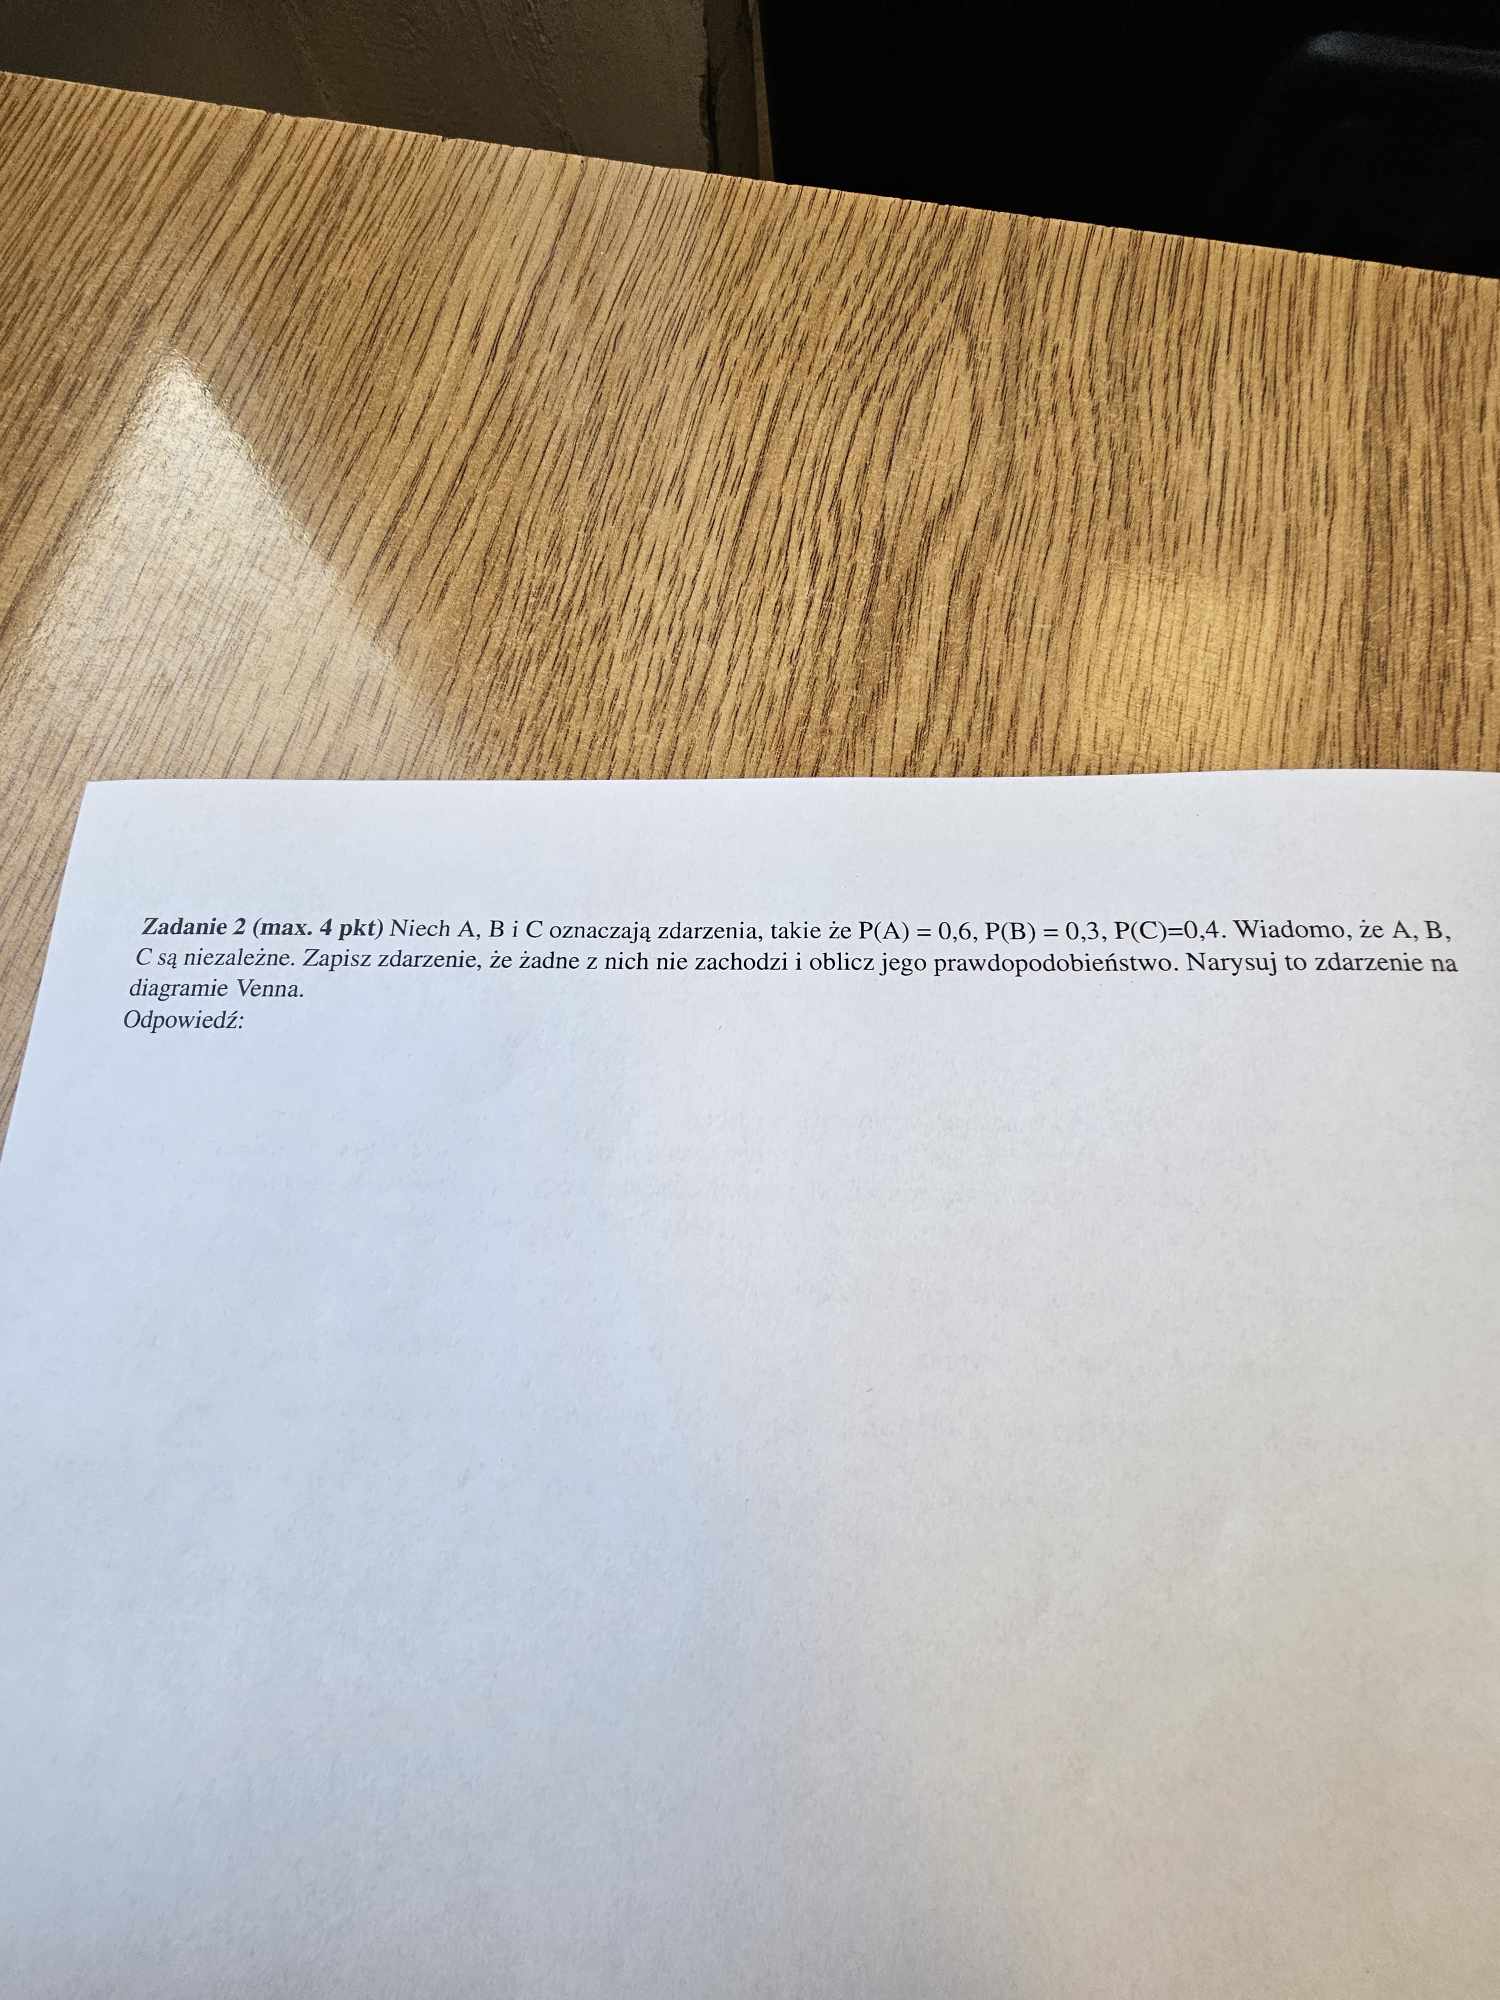 Zadanie 2 (max. 4 pkt) Niech A, B i C oznaczają zdarzenia, takie że P(A) = 0,6, P(B) = 0,3, P(C)=0,4. Wiadomo, że A, B,
C są niezależne. Zapisz zdarzenie, że żadne z nich nie zachodzi i oblicz jego prawdopodobieństwo. Narysuj to zdarzenie na
diagramie Venna.
Odpowiedź: